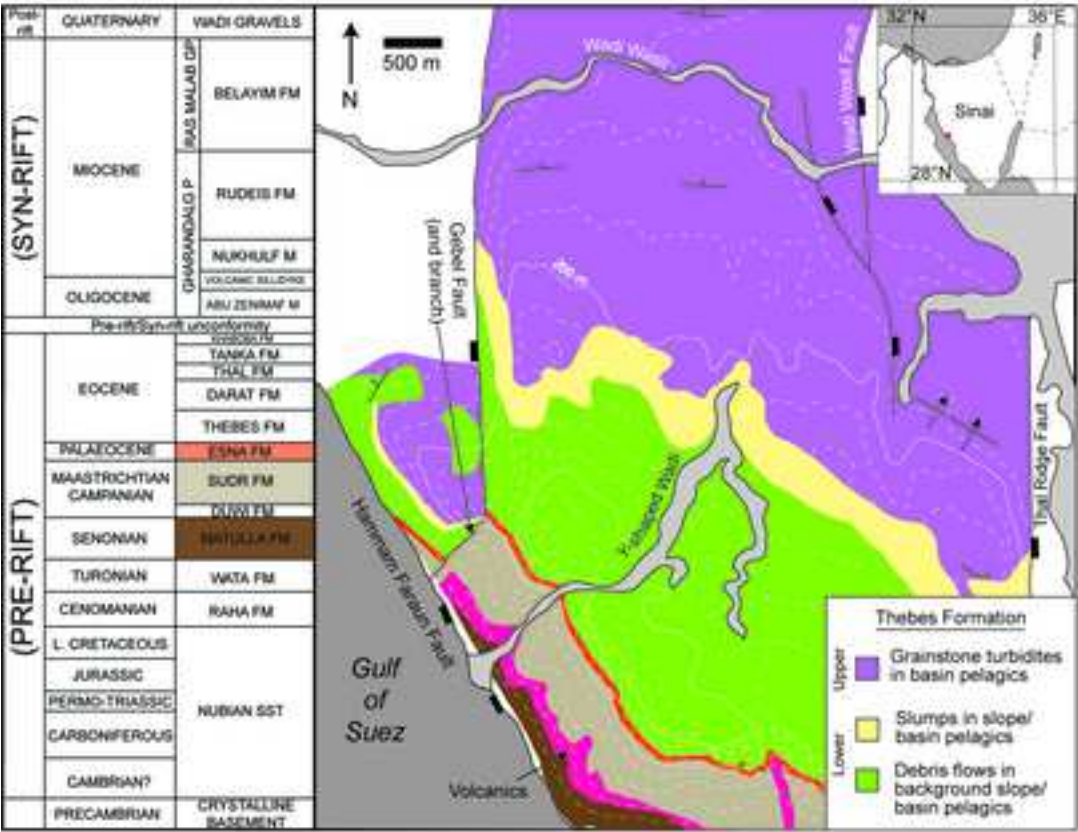 Post-
rift
QUATERNARY
WADI GRAVELS
(SYN-RIFT)
MIOCENE
OLIGOCENE
RAS MALAB GP
GHARANDALG P
BELAYIM FM
RUDEIS FM
NUKHULF M
ABU ZENIMAF M
Pre-rift/Syn-rift unconformity
(PRE-RIFT)
EOCENE
TANKA FM
THAL FM
DARAT FM
THEBES FM
PALAEOCENE
ESNA FM
MAASTRICHTIAN
CAMPANIAN
SUDR FM
DUWI FM
SENONIAN
MATULLA FM
TURONIAN
WATA FM
CENOMANIAN
RAHA FM
L. CRETACEOUS
JURASSIC
PERMO-TRIASSIC
CARBONIFEROUS
CAMBRIAN?
NUBIAN SST
PRECAMBRIAN
CRYSTALLINE
BASEMENT
N
500 m
Wadi Wasit
Wadi Wasit Fault
32°N
36°E
Sinai
28°N
Gebel Fault
(and branch)
200 m
Thal Ridge Fault
Y-shaped Wadi
Hammam Faraun Fault
Gulf
of
Suez
Volcanics
Thebes Formation
Upper
Grainstone turbidites
in basin pelagics
Lower
Slumps in slope/
basin pelagics
Debris flows in
background slope/
basin pelagics